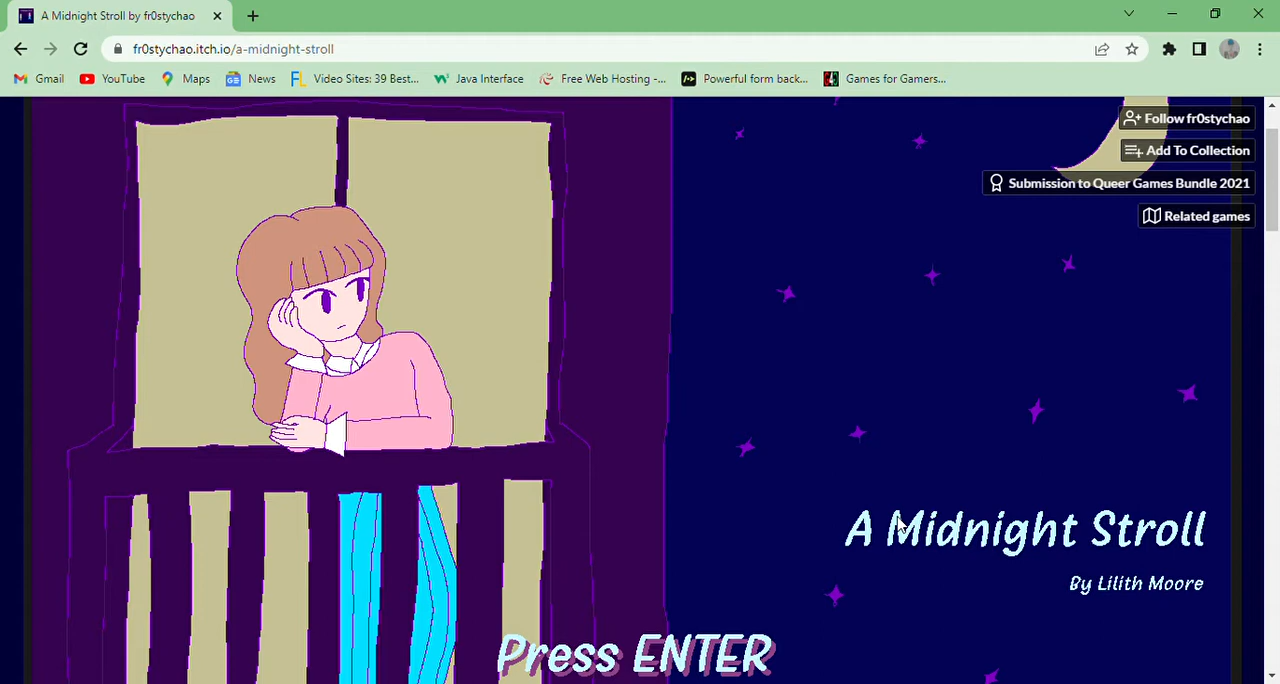 A Midnight Stroll by fr0stychao
fr0stychao.itch.io/a-midnight-stroll
Gmail YouTube Maps News Video Sites: 39 Best... Java Interface Free Web Hosting -... Powerful form back... Games for Gamers...
Follow fr0stychao
Add To Collection
Submission to Queer Games Bundle 2021
Related games
A Midnight Stroll
By Lilith Moore
Press ENTER